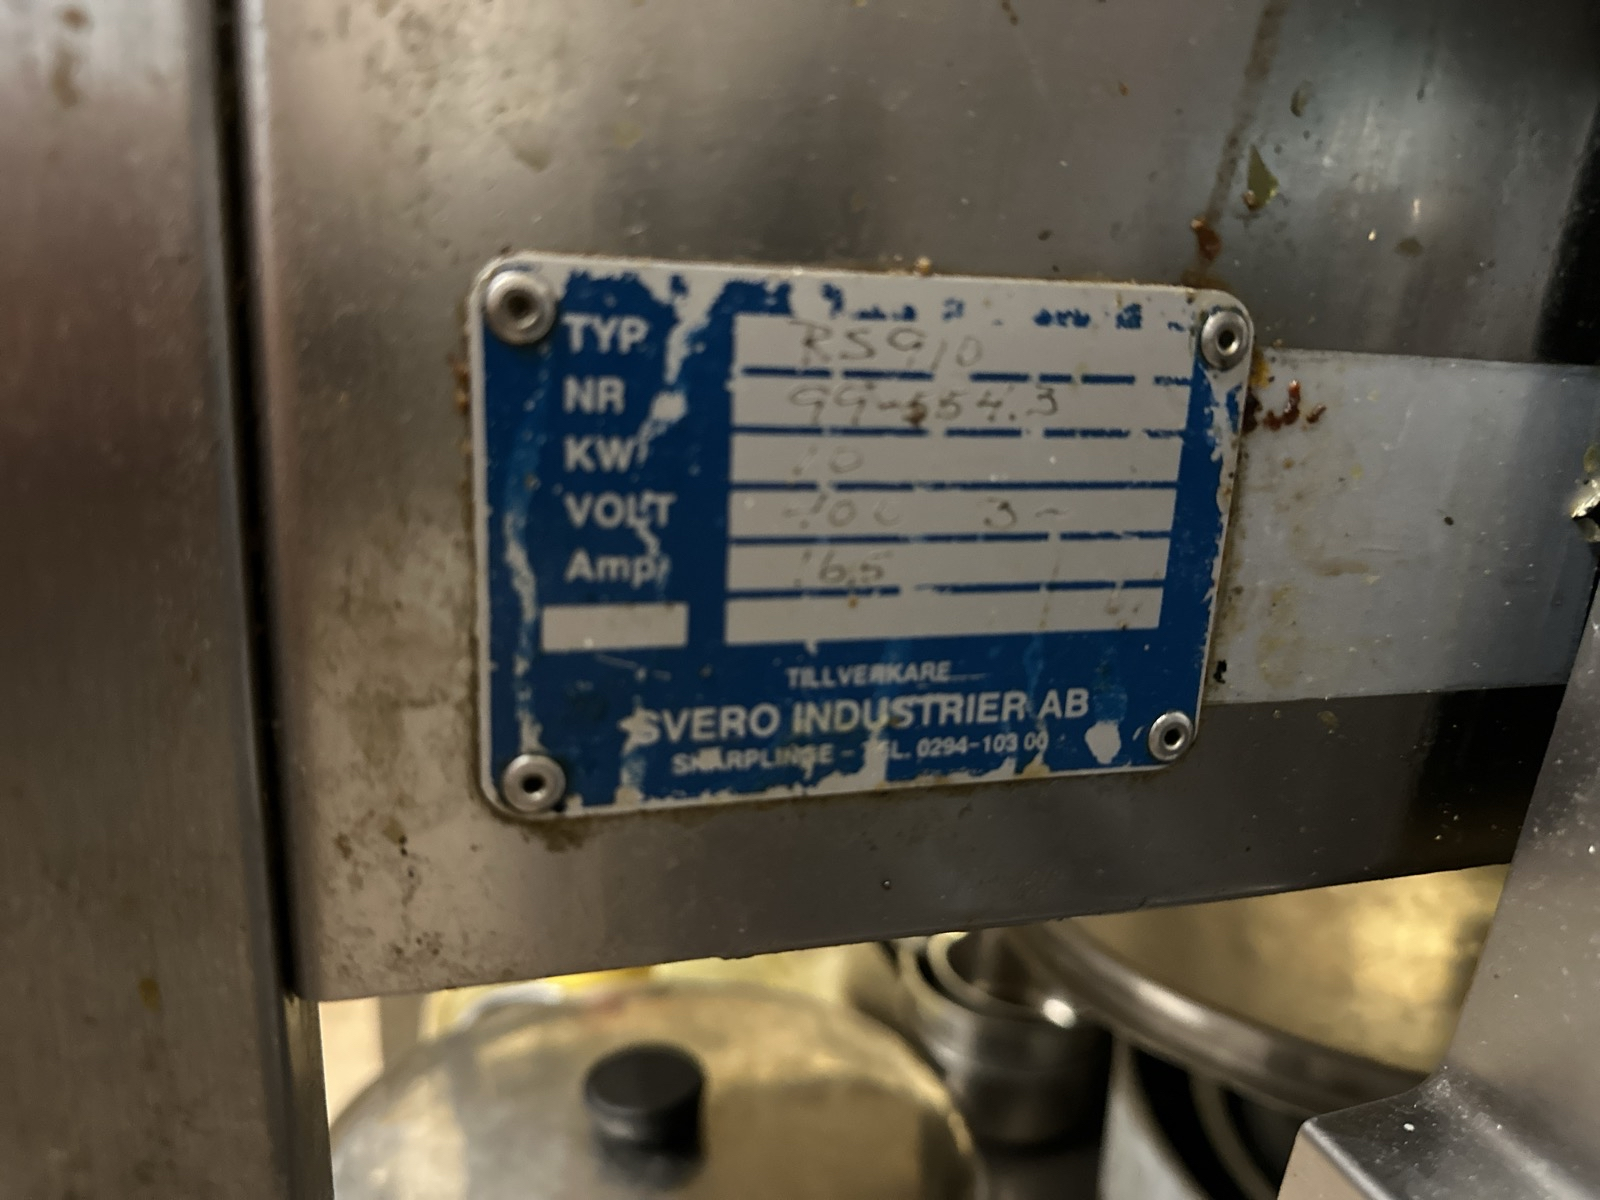 TYP RS910
NR 99-554.3
KW 10
VOLT 400 3~
Amp. 16.5
TILLVERKARE
SVERO INDUSTRIER AB
SKÄRPLINGE - TEL. 0294-103 00